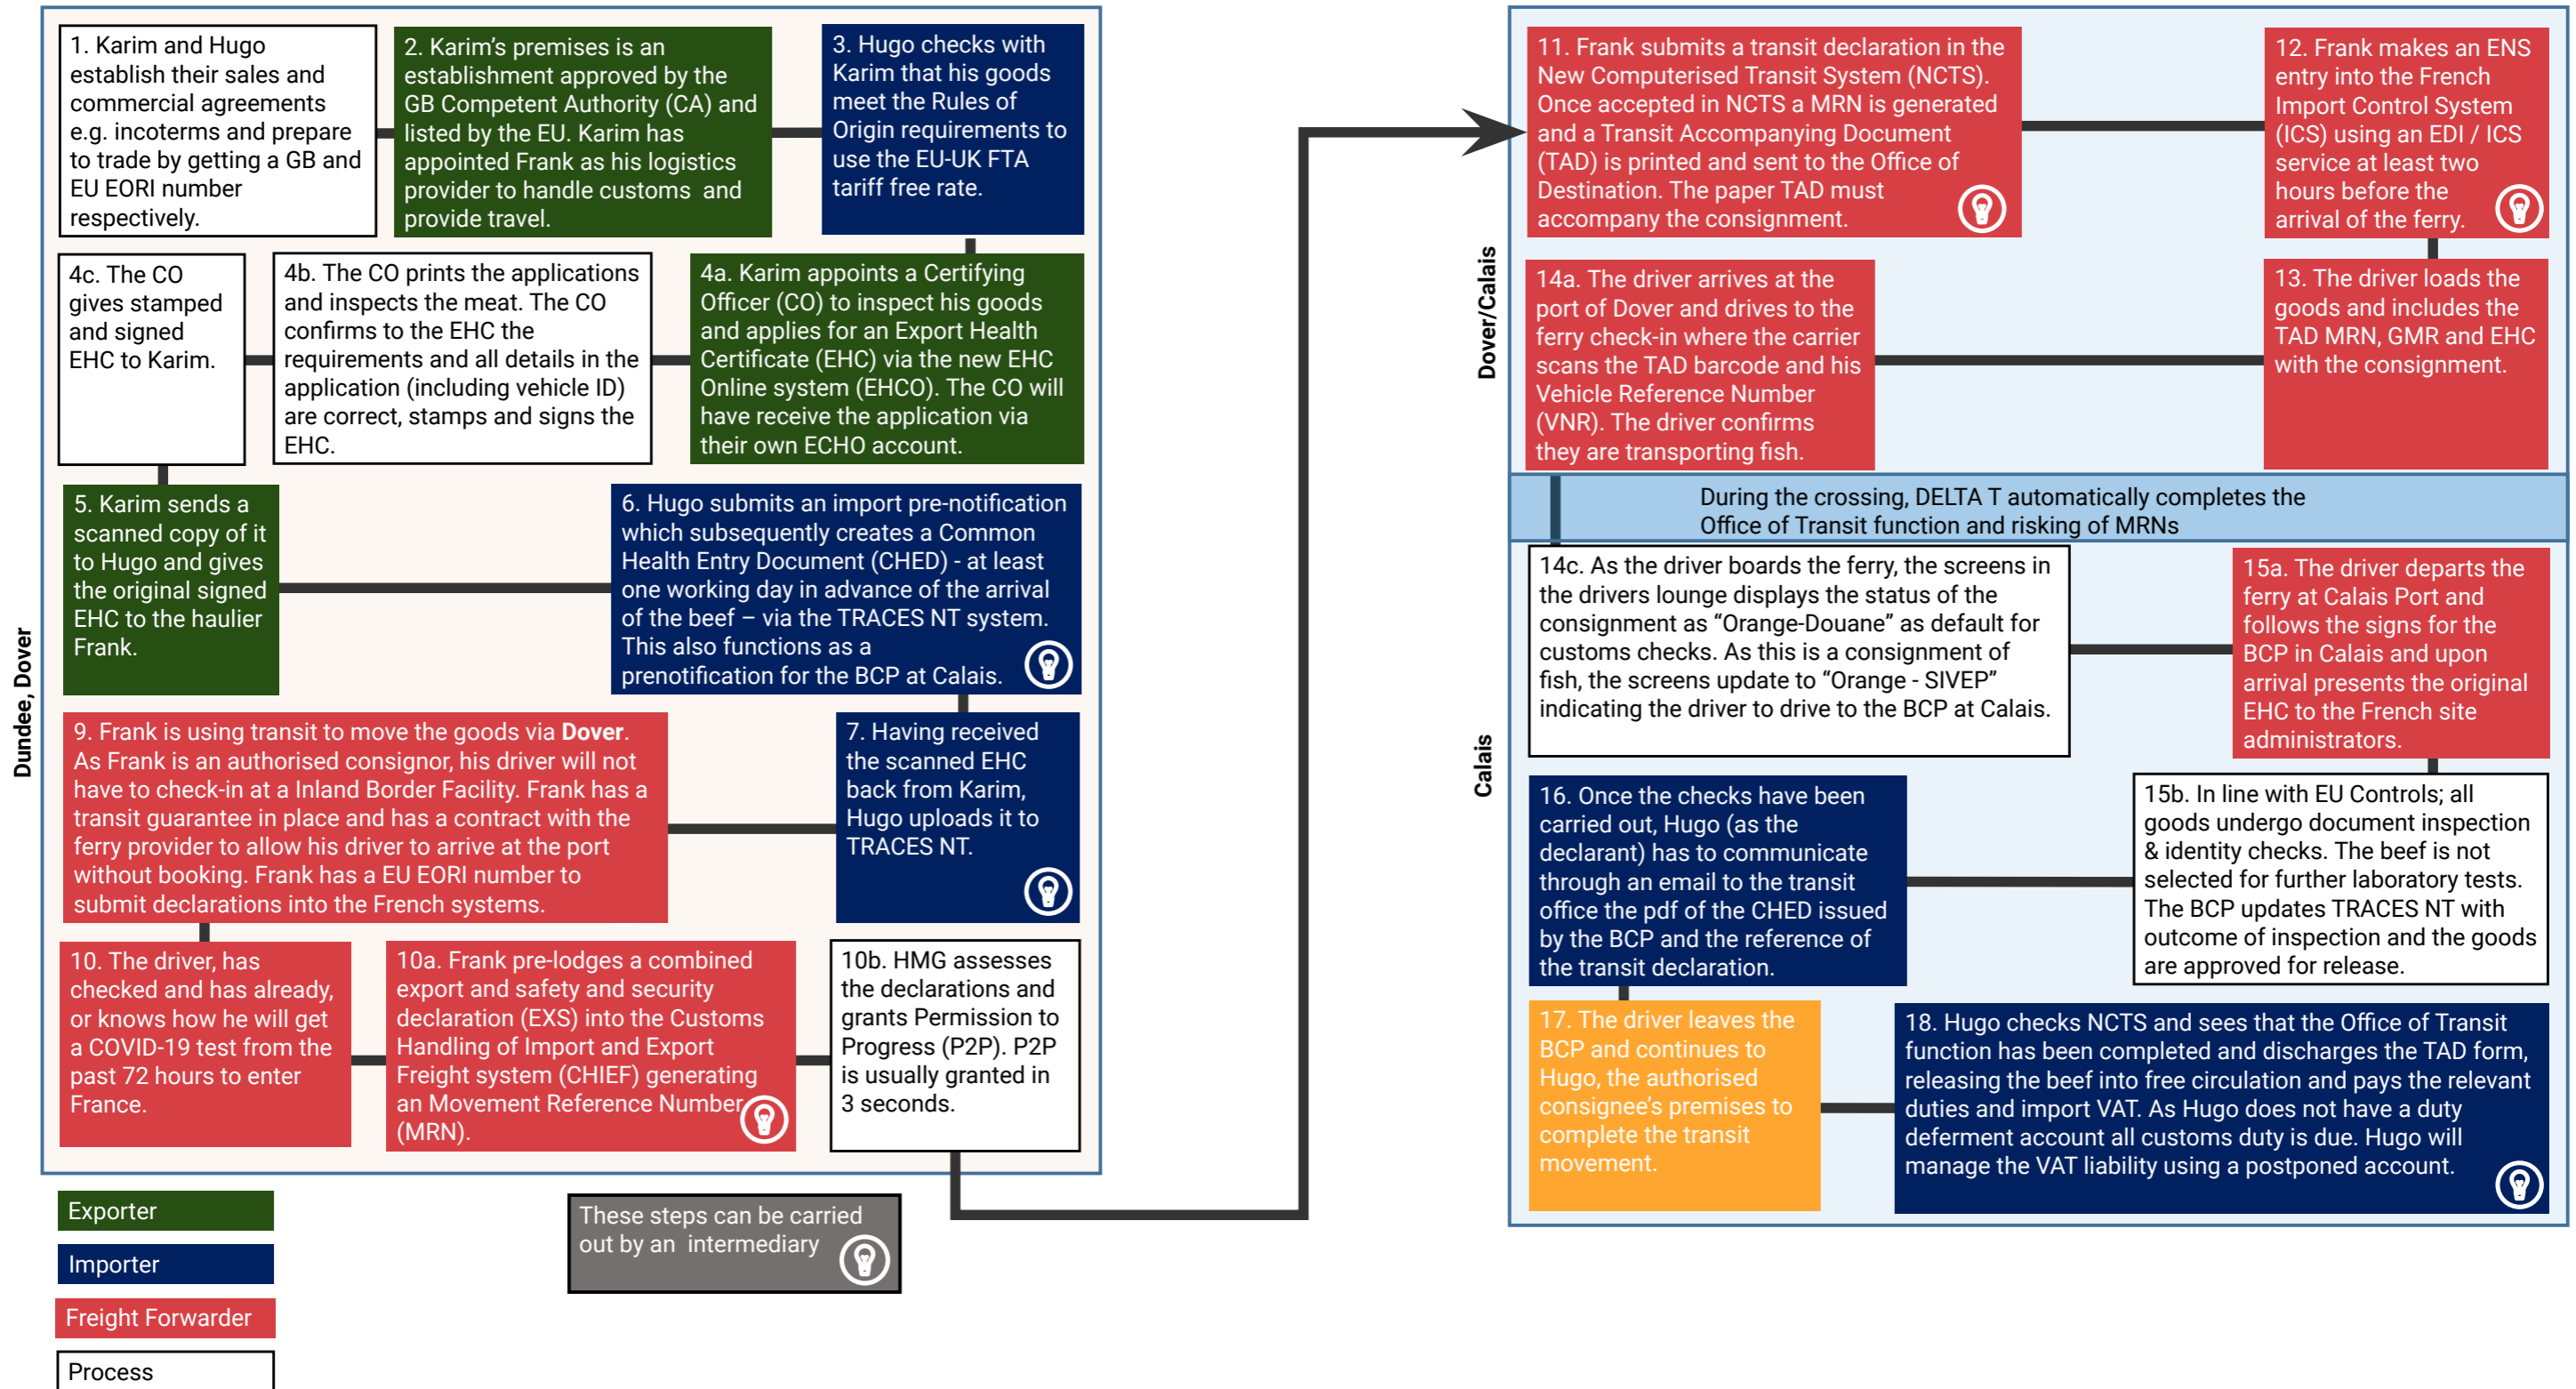 1. Karim and Hugo
establish their sales and
commercial agreements
e.g. incoterms and prepare
to trade by getting a GB and
EU EORI number
respectively.
2. Karim’s premises is an
establishment approved by the
GB Competent Authority (CA) and
listed by the EU. Karim has
appointed Frank as his logistics
provider to handle customs and
provide travel.
3. Hugo checks with
Karim that his goods
meet the Rules of
Origin requirements to
use the EU-UK FTA
tariff free rate.
4c. The CO
gives stamped
and signed
EHC to Karim.
4b. The CO prints the applications
and inspects the meat. The CO
confirms to the EHC the
requirements and all details in the
application (including vehicle ID)
are correct, stamps and signs the
EHC.
4a. Karim appoints a Certifying
Officer (CO) to inspect his goods
and applies for an Export Health
Certificate (EHC) via the new EHC
Online system (EHCO). The CO will
have receive the application via
their own ECHO account.
5. Karim sends a
scanned copy of it
to Hugo and gives
the original signed
EHC to the haulier
Frank.
6. Hugo submits an import pre-notification
which subsequently creates a Common
Health Entry Document (CHED) - at least
one working day in advance of the arrival
of the beef – via the TRACES NT system.
This also functions as a
prenotification for the BCP at Calais.
Dundee, Dover
9. Frank is using transit to move the goods via Dover.
As Frank is an authorised consignor, his driver will not
have to check-in at a Inland Border Facility. Frank has a
transit guarantee in place and has a contract with the
ferry provider to allow his driver to arrive at the port
without booking. Frank has a EU EORI number to
submit declarations into the French systems.
7. Having received
the scanned EHC
back from Karim,
Hugo uploads it to
TRACES NT.
10. The driver, has
checked and has already,
or knows how he will get
a COVID-19 test from the
past 72 hours to enter
France.
10a. Frank pre-lodges a combined
export and safety and security
declaration (EXS) into the Customs
Handling of Import and Export
Freight system (CHIEF) generating
an Movement Reference Number
(MRN).
10b. HMG assesses
the declarations and
grants Permission to
Progress (P2P). P2P
is usually granted in
3 seconds.
Exporter
Importer
Freight Forwarder
Process
These steps can be carried
out by an intermediary
11. Frank submits a transit declaration in the
New Computerised Transit System (NCTS).
Once accepted in NCTS a MRN is generated
and a Transit Accompanying Document
(TAD) is printed and sent to the Office of
Destination. The paper TAD must
accompany the consignment.
12. Frank makes an ENS
entry into the French
Import Control System
(ICS) using an EDI / ICS
service at least two
hours before the
arrival of the ferry.
Dover/Calais
14a. The driver arrives at the
port of Dover and drives to the
ferry check-in where the carrier
scans the TAD barcode and his
Vehicle Reference Number
(VNR). The driver confirms
they are transporting fish.
13. The driver loads the
goods and includes the
TAD MRN, GMR and EHC
with the consignment.
During the crossing, DELTA T automatically completes the
Office of Transit function and risking of MRNs
14c. As the driver boards the ferry, the screens in
the drivers lounge displays the status of the
consignment as “Orange-Douane” as default for
customs checks. As this is a consignment of
fish, the screens update to “Orange - SIVEP”
indicating the driver to drive to the BCP at Calais.
15a. The driver departs the
ferry at Calais Port and
follows the signs for the
BCP in Calais and upon
arrival presents the original
EHC to the French site
administrators.
Calais
16. Once the checks have been
carried out, Hugo (as the
declarant) has to communicate
through an email to the transit
office the pdf of the CHED issued
by the BCP and the reference of
the transit declaration.
15b. In line with EU Controls; all
goods undergo document inspection
& identity checks. The beef is not
selected for further laboratory tests.
The BCP updates TRACES NT with
outcome of inspection and the goods
are approved for release.
17. The driver leaves the
BCP and continues to
Hugo, the authorised
consignee’s premises to
complete the transit
movement.
18. Hugo checks NCTS and sees that the Office of Transit
function has been completed and discharges the TAD form,
releasing the beef into free circulation and pays the relevant
duties and import VAT. As Hugo does not have a duty
deferment account all customs duty is due. Hugo will
manage the VAT liability using a postponed account.